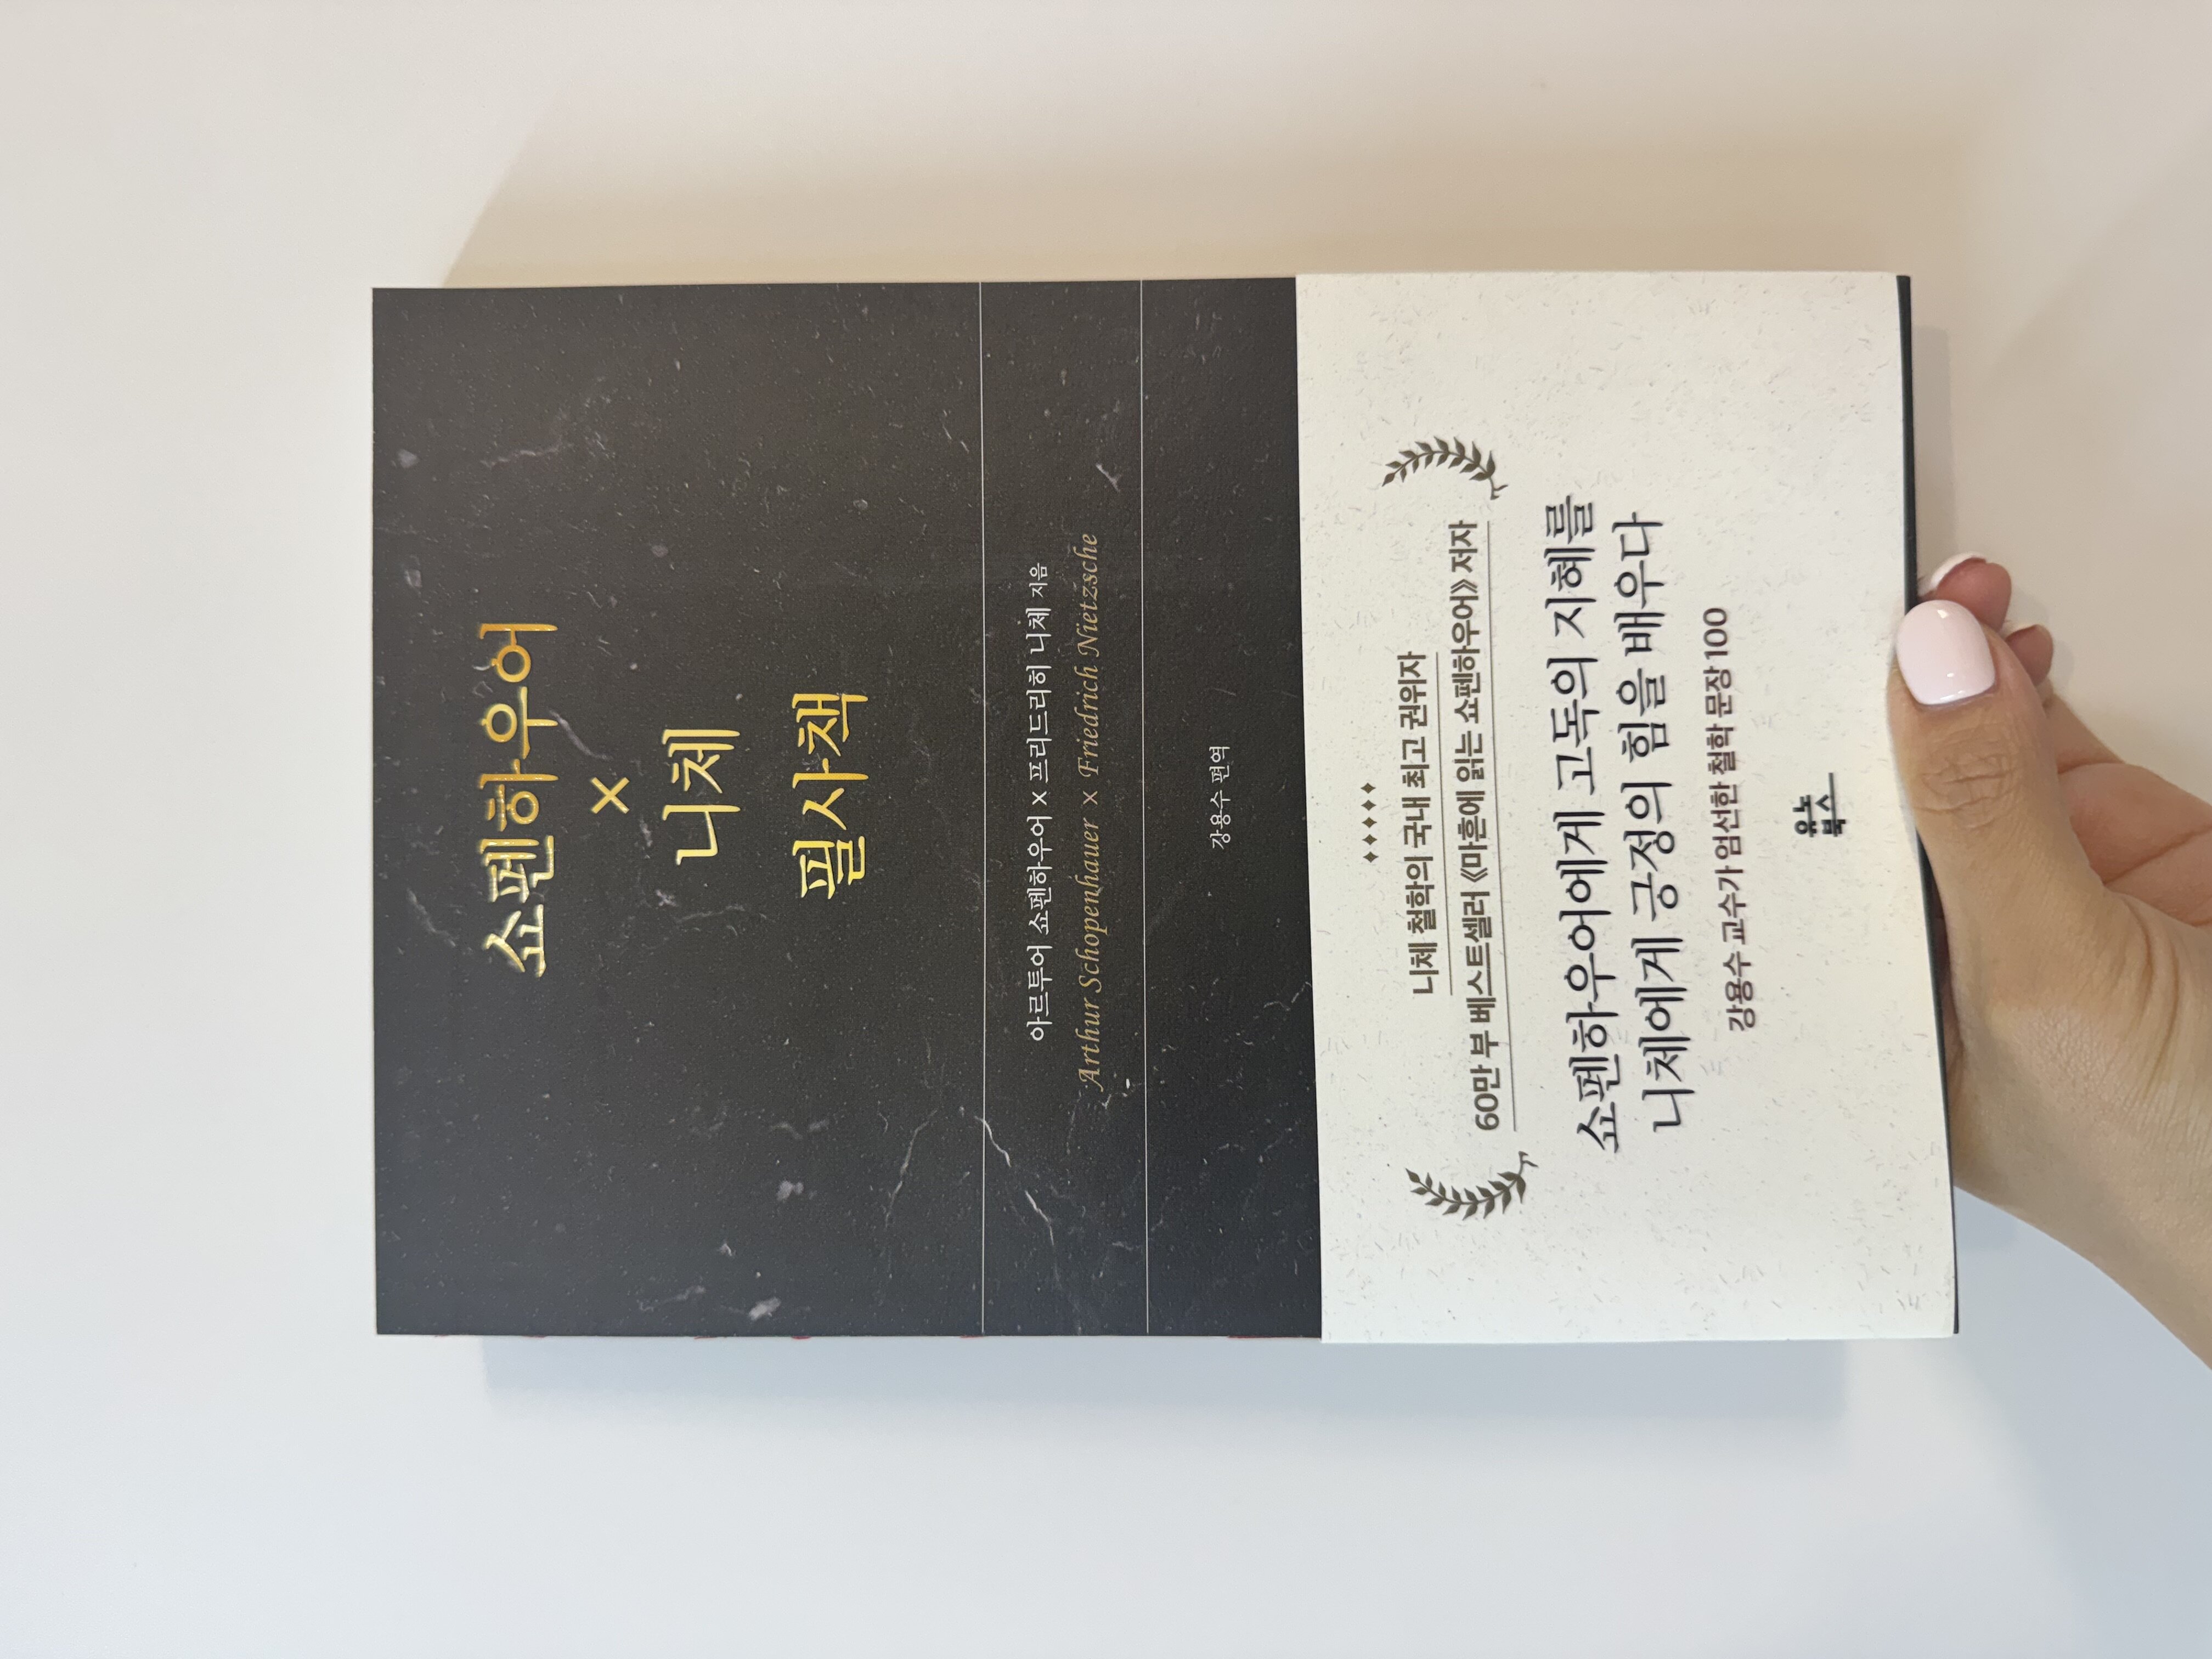 쇼펜하우어
×
니체
필사책
아르투어 쇼펜하우어 × 프리드리히 니체 지음
Arthur Schopenhauer × Friedrich Nietzsche
강용수 편역
니체 철학의 국내 최고 권위자
60만 부 베스트셀러 《마흔에 읽는 쇼펜하우어》 저자
쇼펜하우어에게 고독의 지혜를
니체에게 긍정의 힘을 배우다
강용수 교수가 엄선한 철학 문장 100
유노
북스